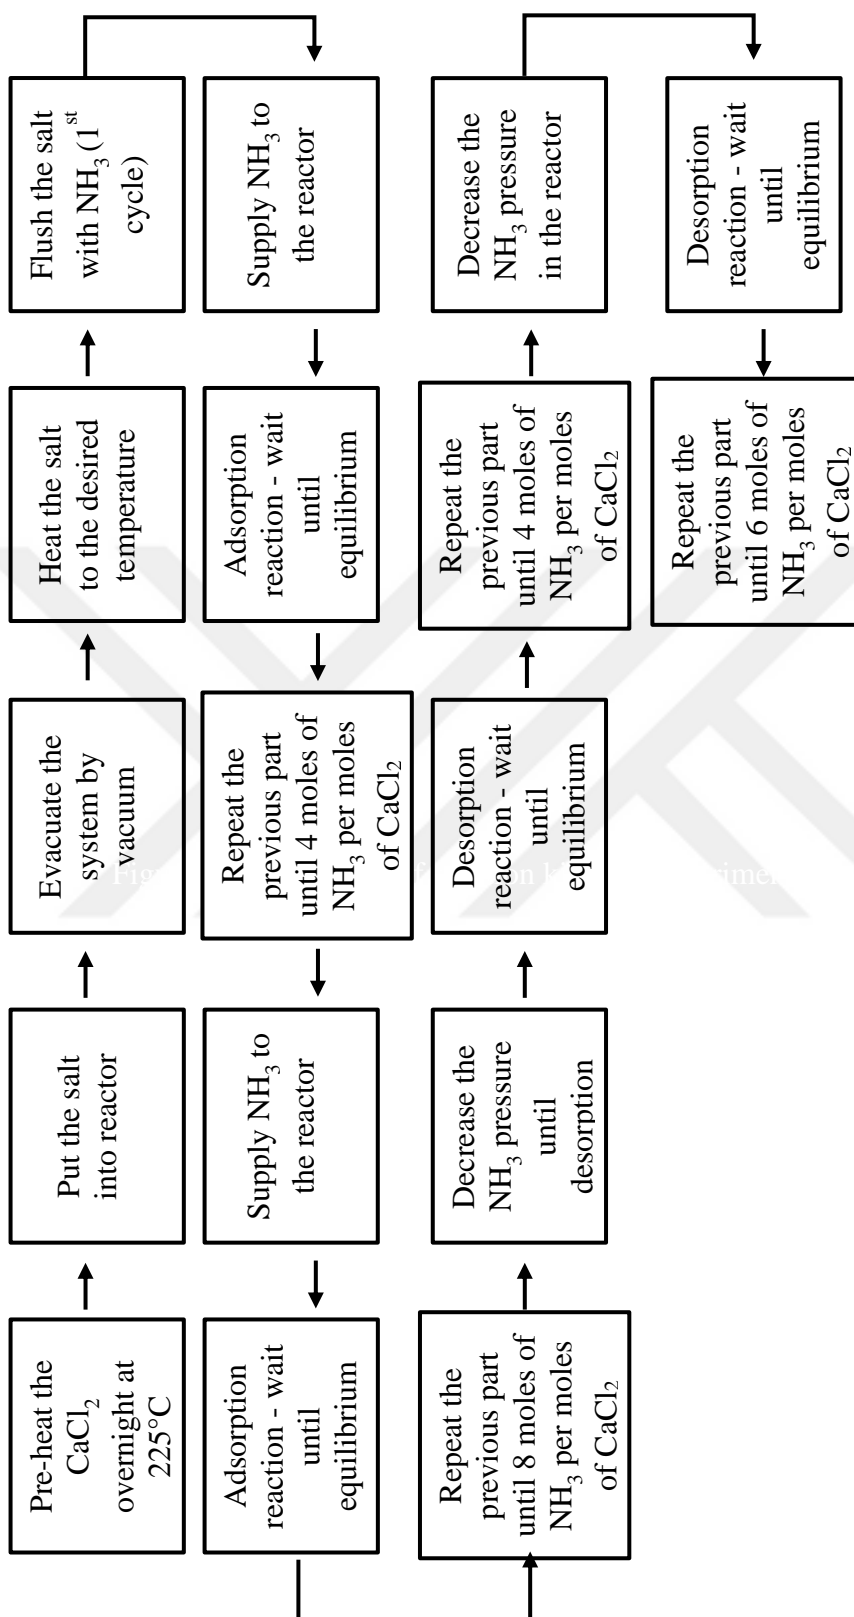 Pre-heat the
CaCl₂
overnight at
225°C
Put the salt
into reactor
Evacuate the
system by
vacuum
Heat the salt
to the desired
temperature
Flush the salt
with NH₃ (1ˢᵗ
cycle)
Supply NH₃ to
the reactor
Adsorption
reaction - wait
until
equilibrium
Repeat the
previous part
until 4 moles of
NH₃ per moles
of CaCl₂
Supply NH₃ to
the reactor
Adsorption
reaction - wait
until
equilibrium
Repeat the
previous part
until 8 moles of
NH₃ per moles
of CaCl₂
Decrease the
NH₃ pressure
until
desorption
Desorption
reaction - wait
until
equilibrium
Repeat the
previous part
until 4 moles of
NH₃ per moles
of CaCl₂
Decrease the
NH₃ pressure
in the reactor
Desorption
reaction - wait
until
equilibrium
Repeat the
previous part
until 6 moles of
NH₃ per moles
of CaCl₂